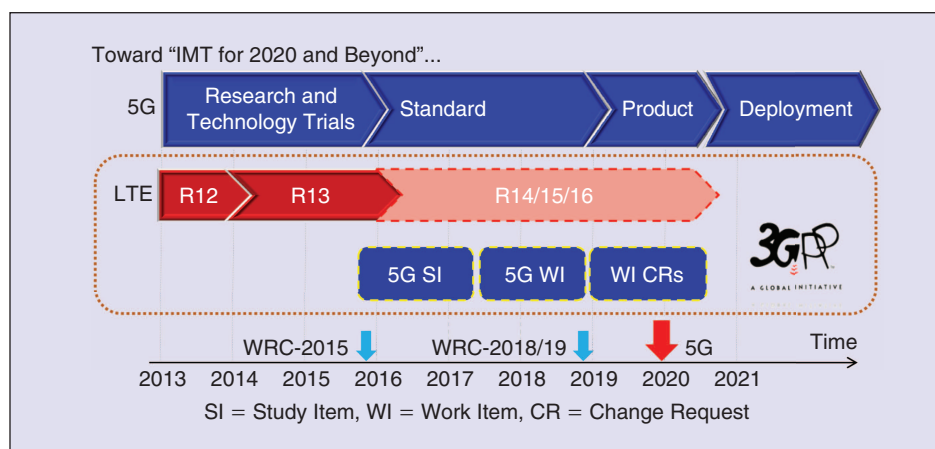 Toward “IMT for 2020 and Beyond”...
5G
Research and
Technology Trials
Standard
Product
Deployment
LTE
R12
R13
R14/15/16
5G SI
5G WI
WI CRs
3GPP
TM
A GLOBAL INITIATIVE
WRC-2015
WRC-2018/19
5G
Time
2013 2014 2015 2016 2017 2018 2019 2020 2021
SI = Study Item, WI = Work Item, CR = Change Request